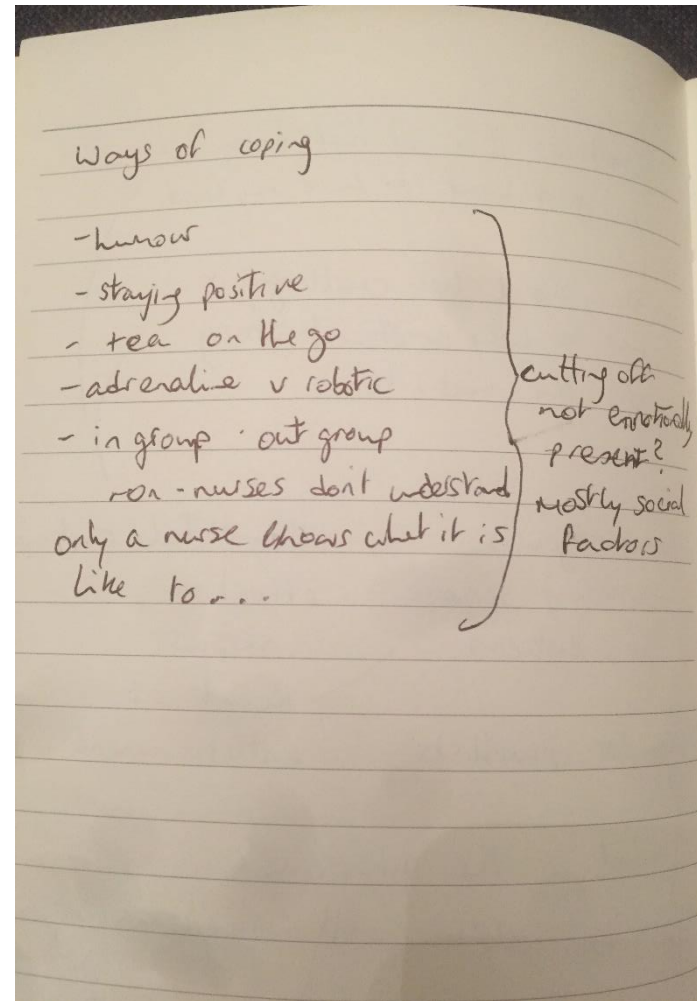 Ways of coping
- humour
- staying positive
- tea on the go
- adrenaline v robotic
- in group · out group
non-nurses don't understand
only a nurse knows what it is
like to...
cutting off
not emotionally
present?
mostly social
factors